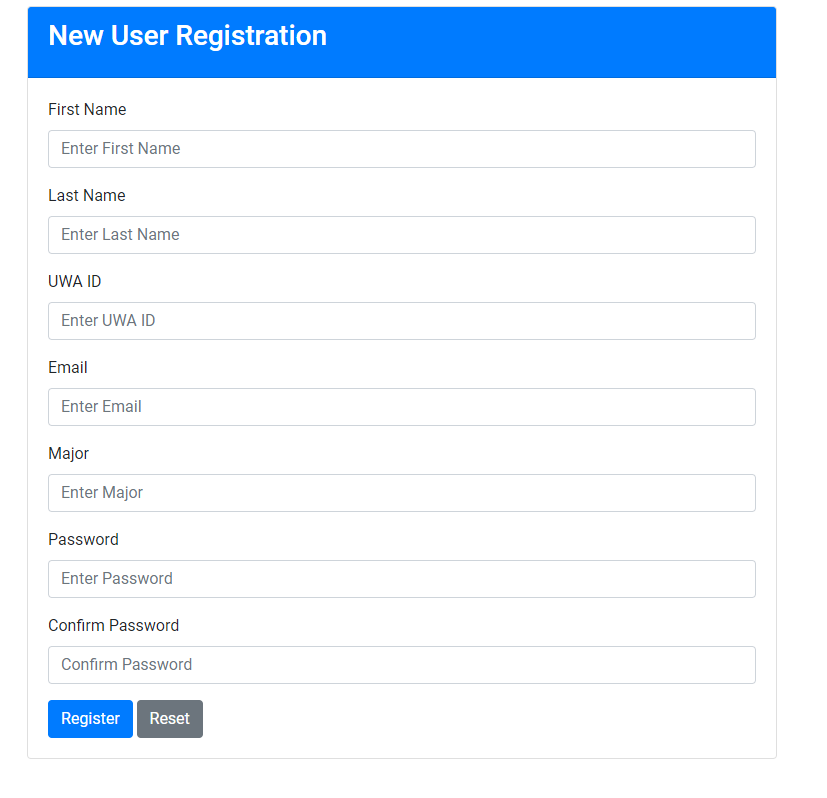 New User Registration
First Name
Enter First Name
Last Name
Enter Last Name
UWA ID
Enter UWA ID
Email
Enter Email
Major
Enter Major
Password
Enter Password
Confirm Password
Confirm Password
Register Reset